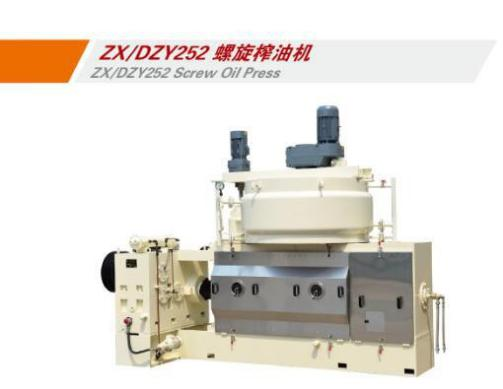 ZX/DZY252 螺旋榨油机
ZX/DZY252 Screw Oil Press